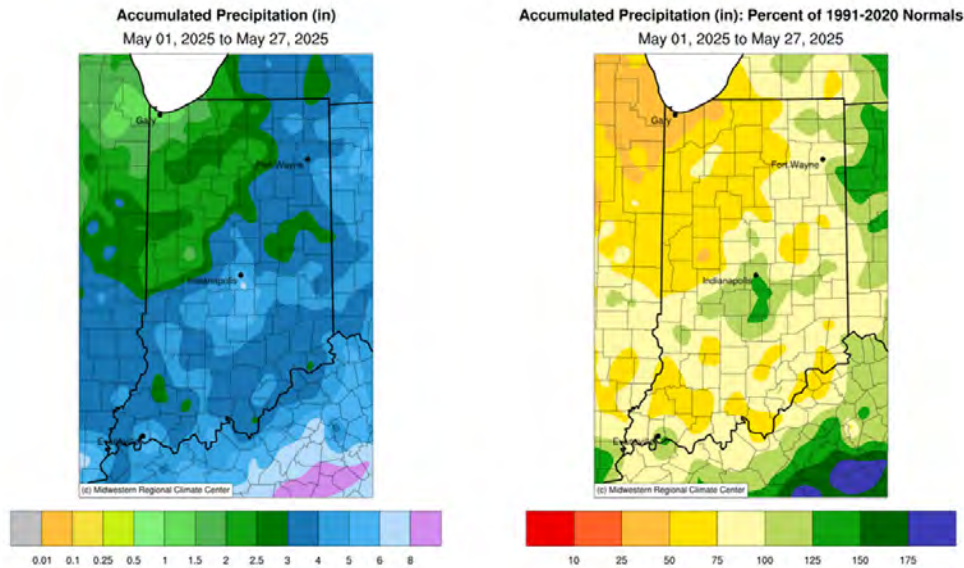 Accumulated Precipitation (in)
May 01, 2025 to May 27, 2025
Gary
Fort Wayne
Indianapolis
Evansville
(c) Midwestern Regional Climate Center
0.01 0.1 0.25 0.5 1 1.5 2 2.5 3 4 5 6 8
Accumulated Precipitation (in): Percent of 1991-2020 Normals
May 01, 2025 to May 27, 2025
Gary
Fort Wayne
Indianapolis
Evansville
(c) Midwestern Regional Climate Center
10 25 50 75 100 125 150 175